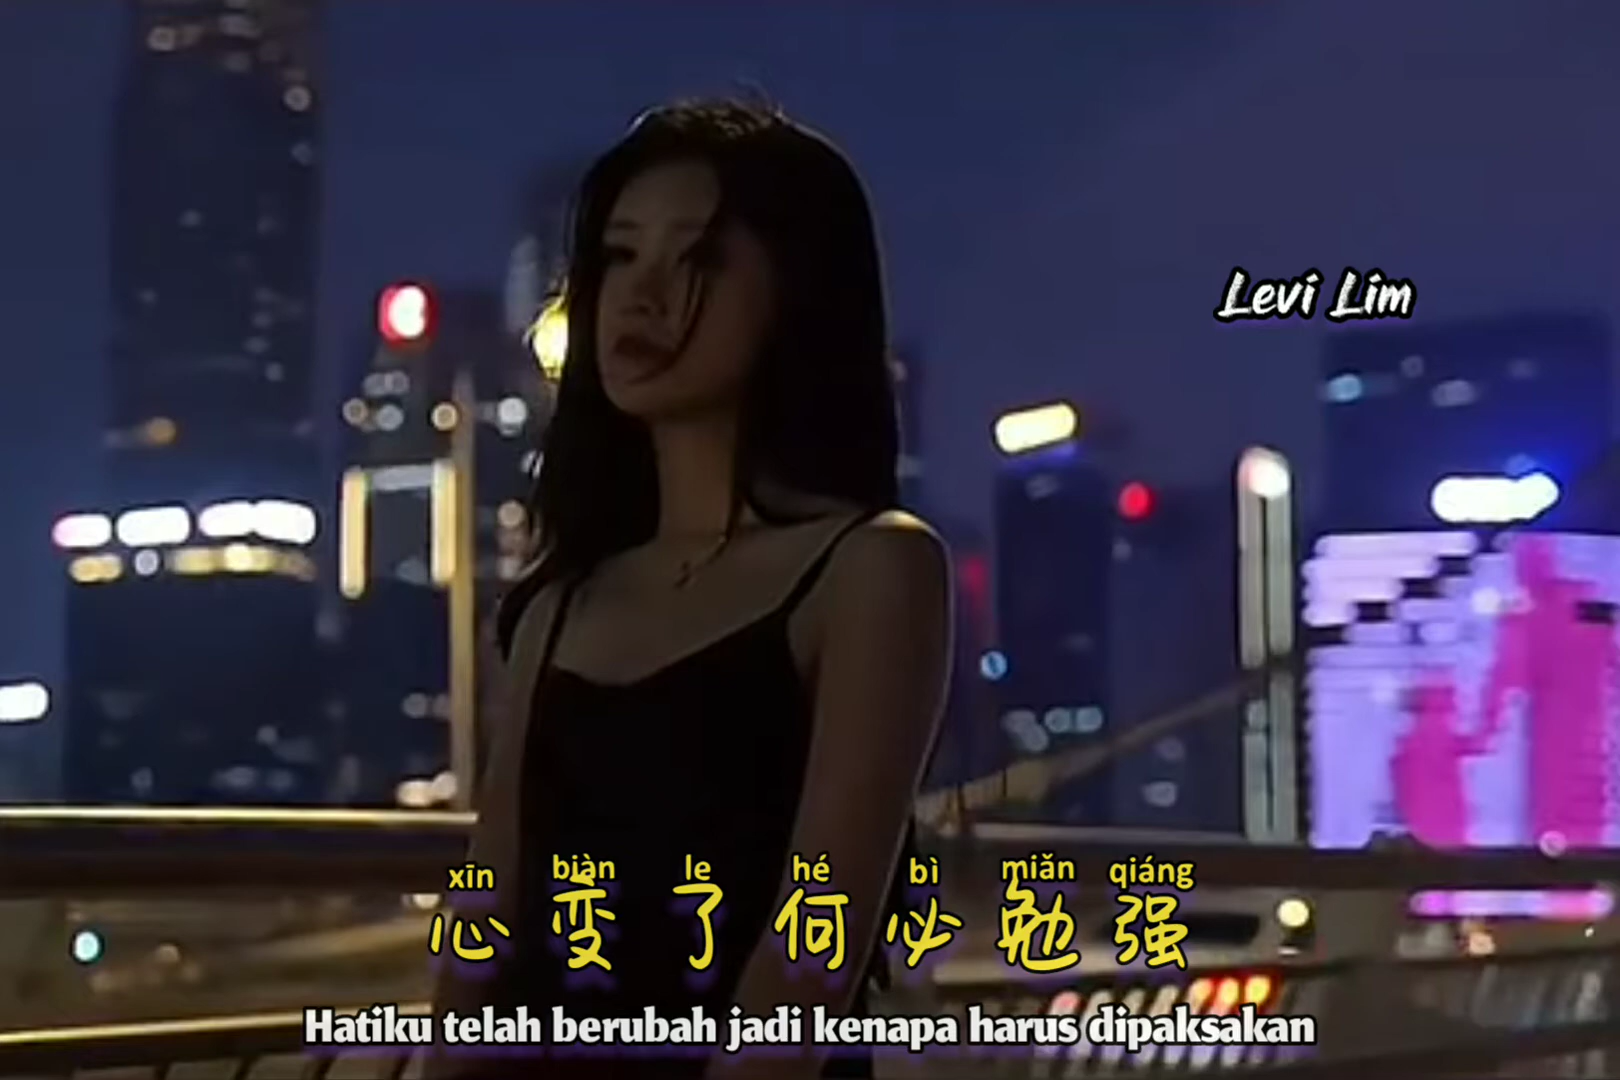 Levi Lim
xīn biàn le hé bì miǎn qiáng
心变了何必勉强
Hatiku telah berubah jadi kenapa harus dipaksakan